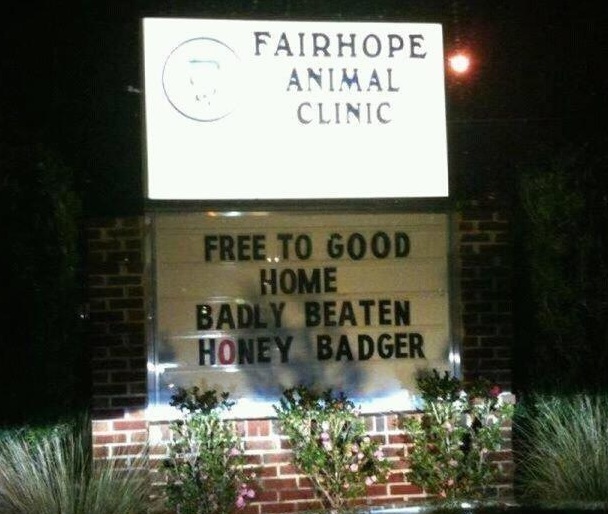 FAIRHOPE
ANIMAL
CLINIC
FREE TO GOOD
HOME
BADLY BEATEN
HONEY BADGER